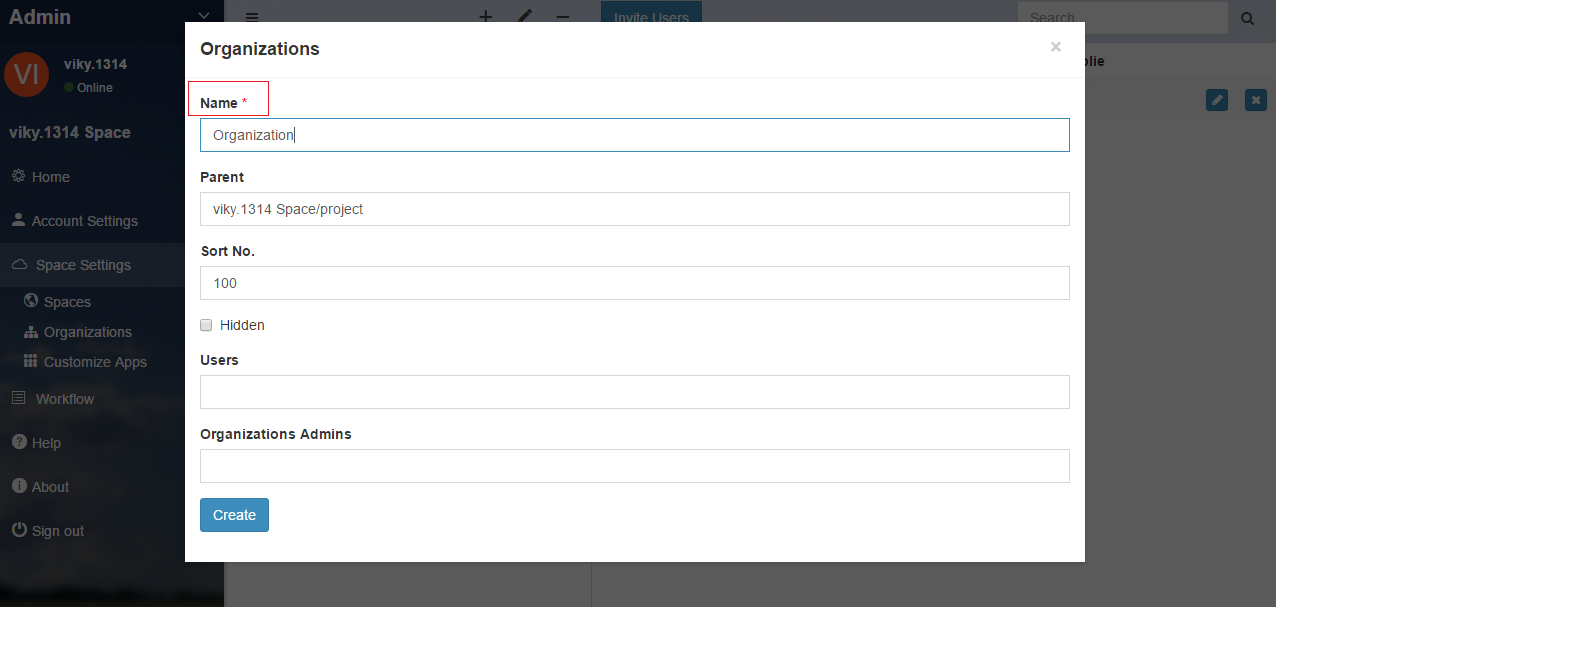 Admin
Invite Users
Search
VI
viky.1314
Online
viky.1314 Space
Home
Account Settings
Space Settings
Spaces
Organizations
Customize Apps
Workflow
Help
About
Sign out
Organizations
×
Name *
Organization
Parent
viky.1314 Space/project
Sort No.
100
Hidden
Users
Organizations Admins
Create